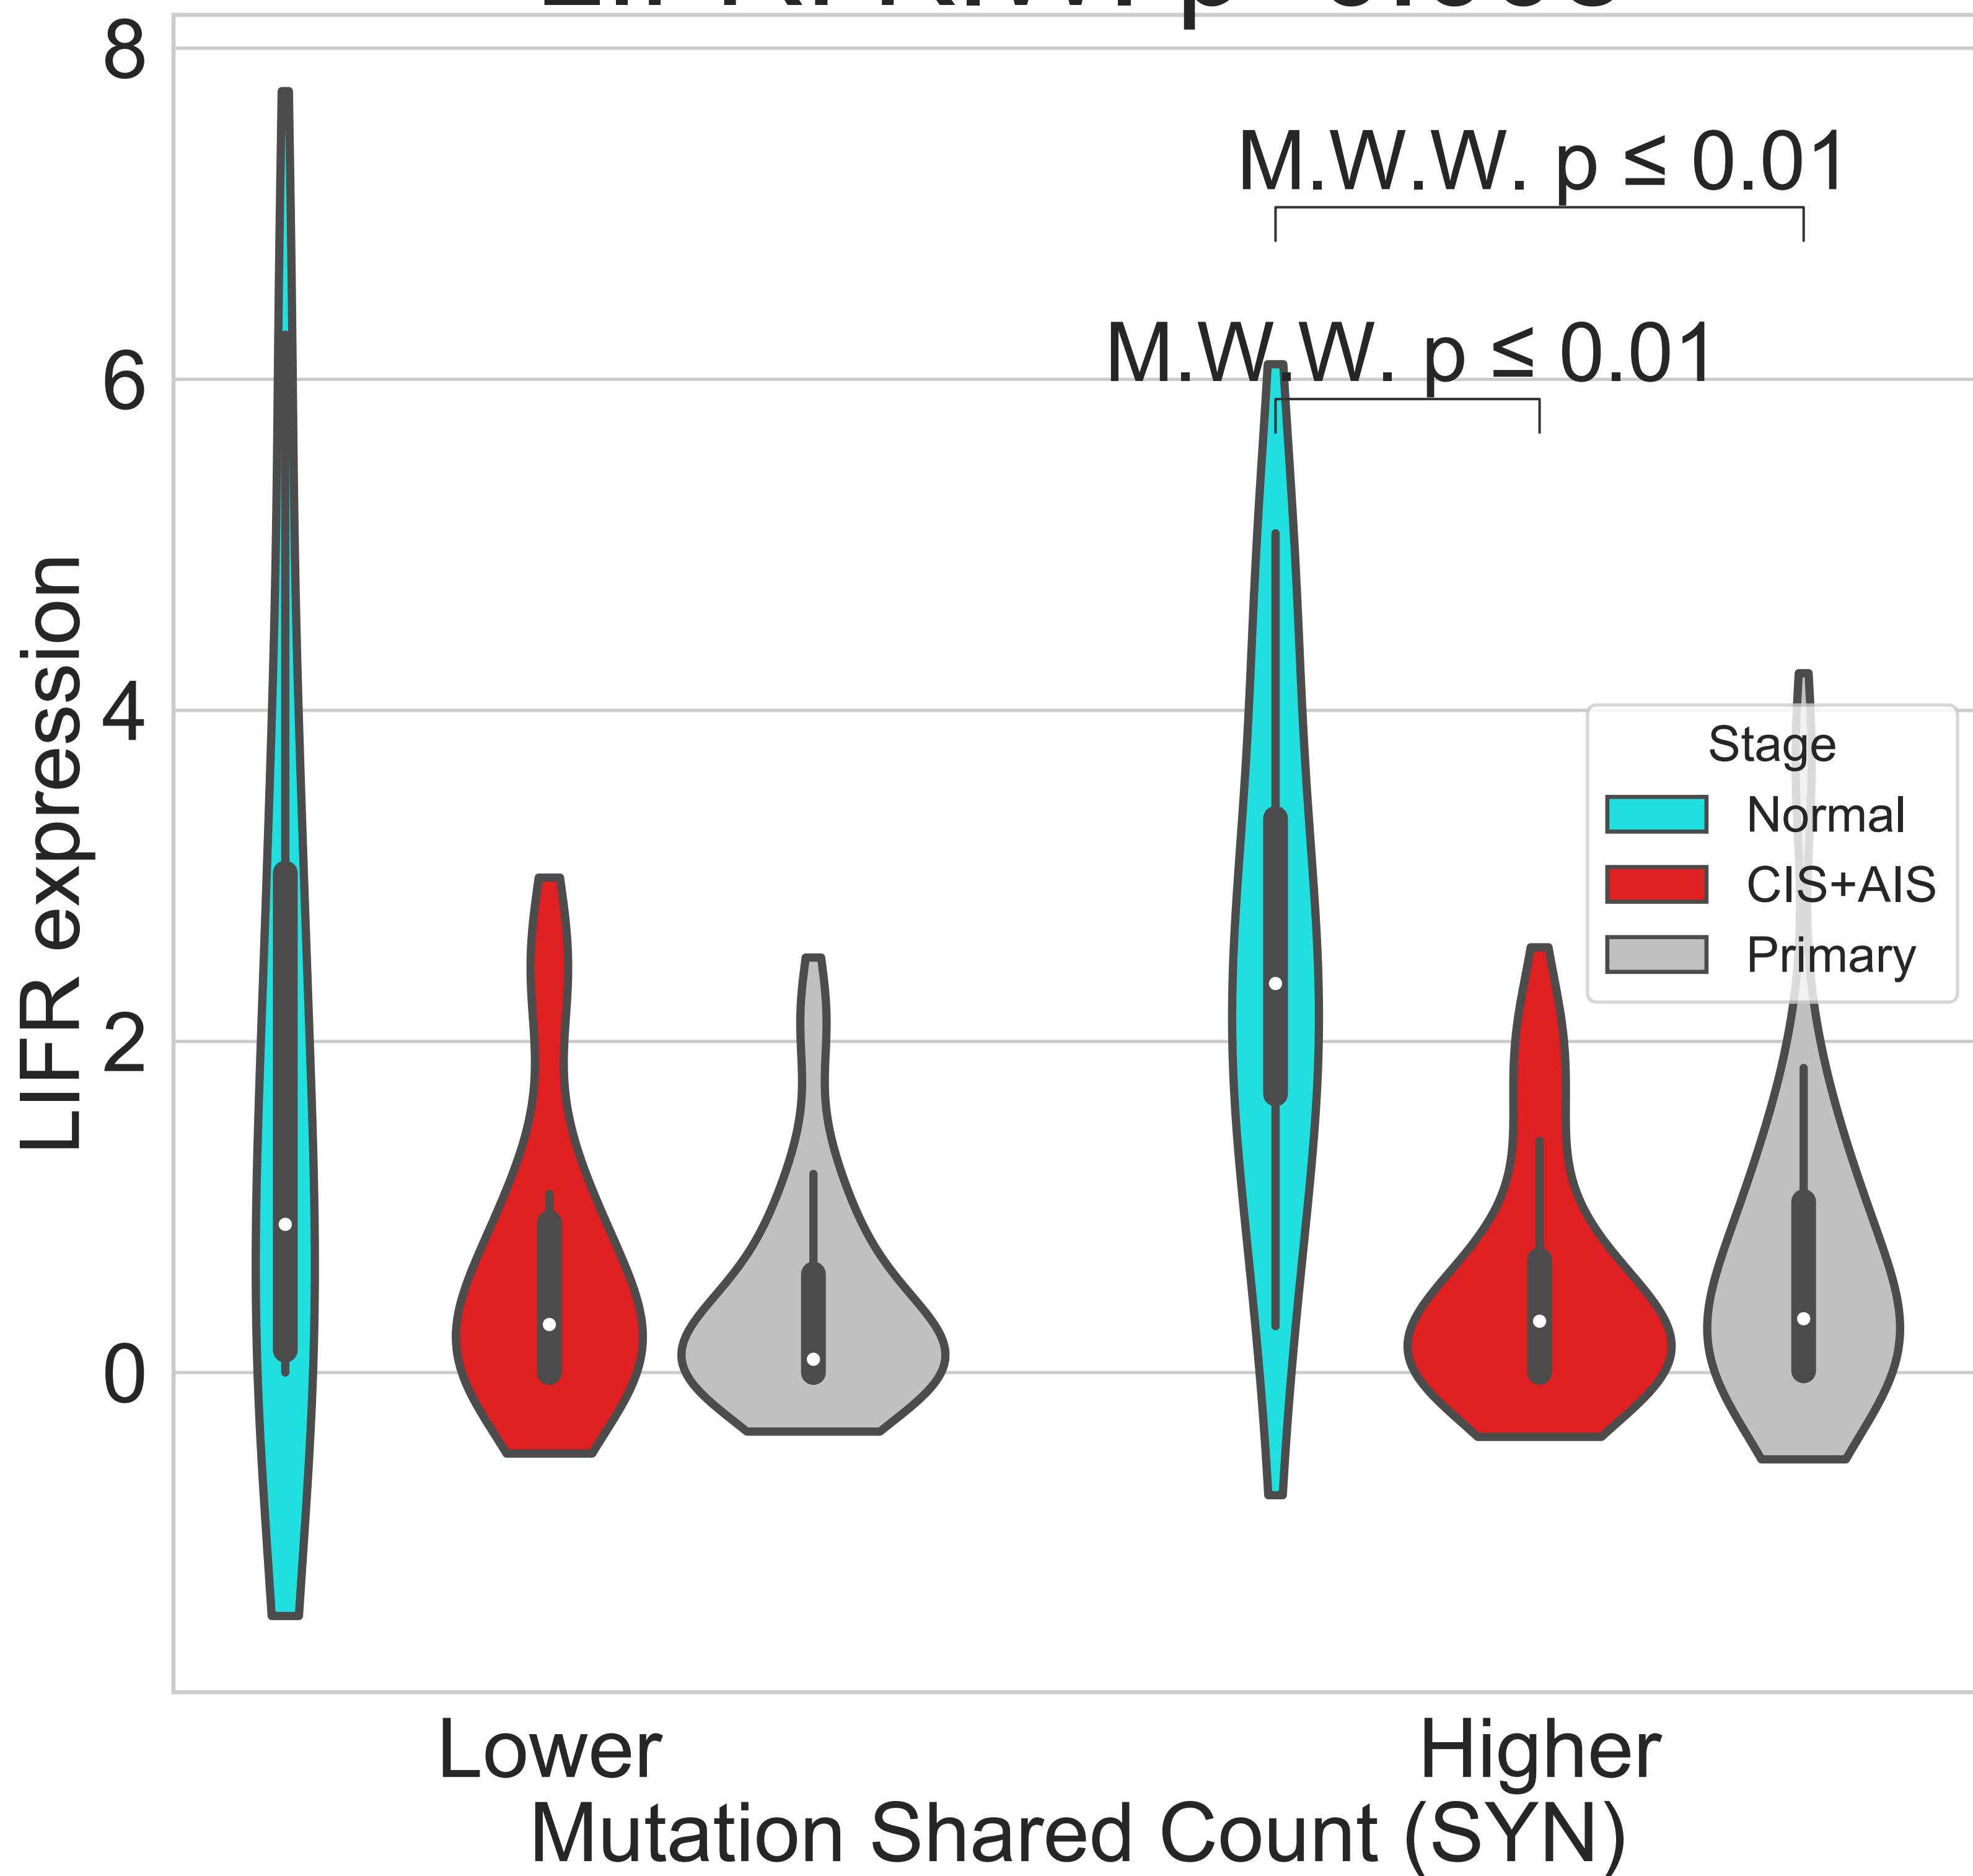 8
M.W.W. p ≤ 0.01
M.W.W. p ≤ 0.01
6
4
2
0
LIFR expression
Stage
Normal
CIS+AIS
Primary
Lower
Higher
Mutation Shared Count (SYN)